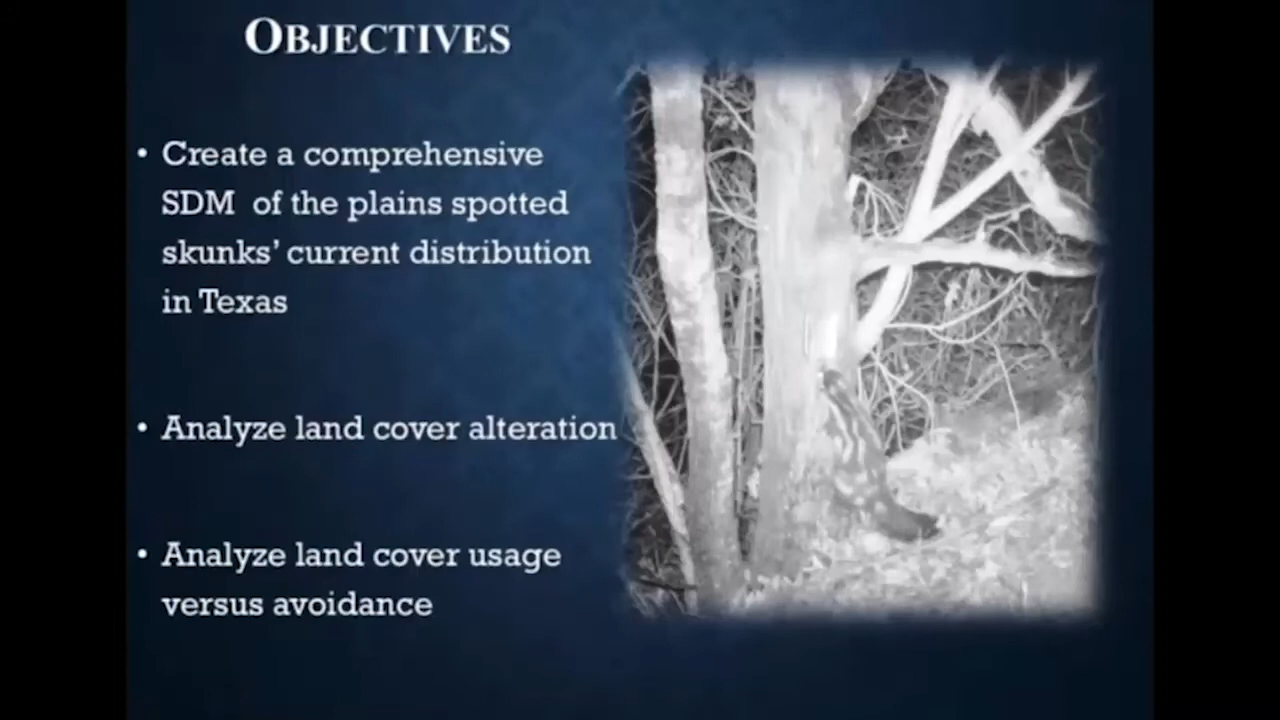 OBJECTIVES
• Create a comprehensive
SDM of the plains spotted
skunks' current distribution
in Texas
• Analyze land cover alteration
• Analyze land cover usage
versus avoidance